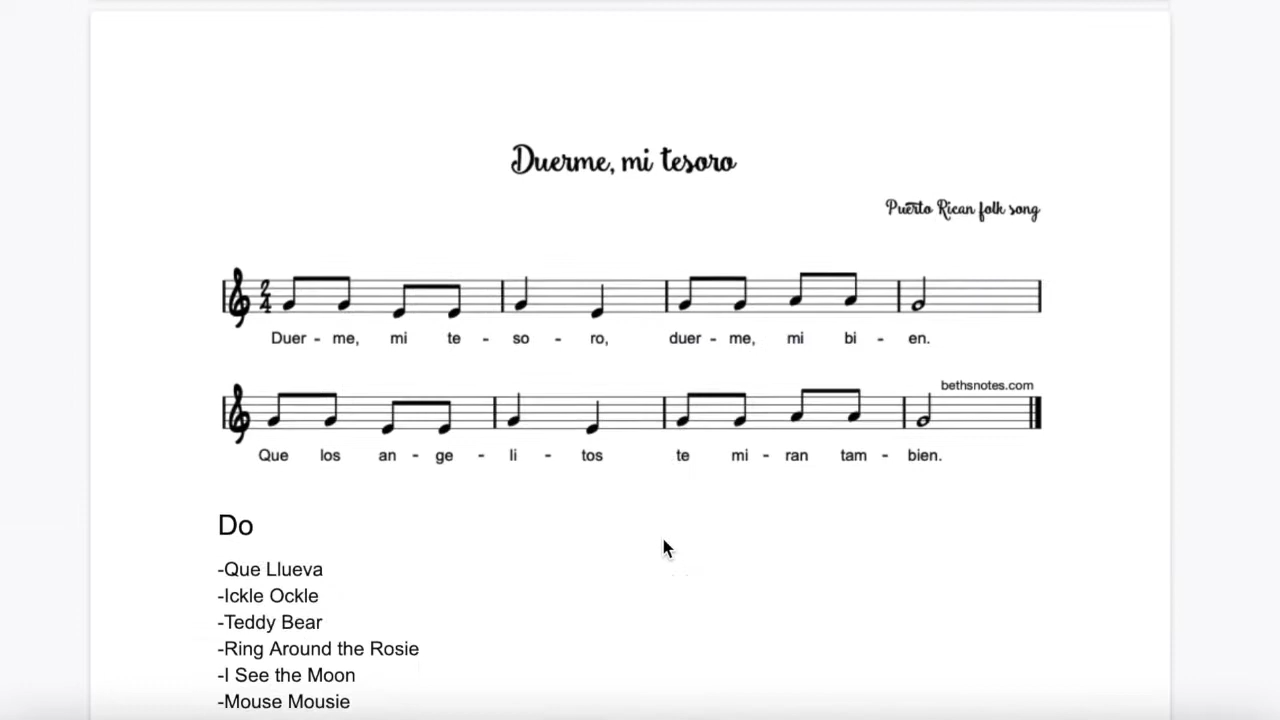 Duerme, mi tesoro
Puerto Rican folk song
2
4
Duer - me, mi te - so - ro, duer - me, mi bi - en.
bethsnotes.com
Que los an - ge - li - tos te mi - ran tam - bien.
Do
-Que Llueva
-Ickle Ockle
-Teddy Bear
-Ring Around the Rosie
-I See the Moon
-Mouse Mousie